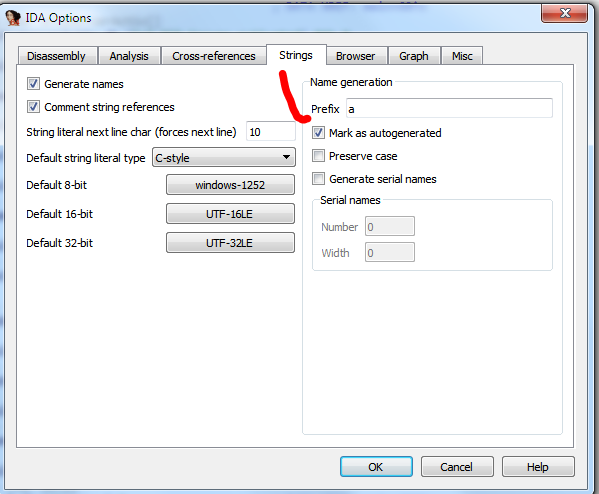 IDA Options
Disassembly Analysis Cross-references Strings Browser Graph Misc
Generate names
Comment string references
String literal next line char (forces next line) 10
Default string literal type C-style
Default 8-bit windows-1252
Default 16-bit UTF-16LE
Default 32-bit UTF-32LE
Name generation
Prefix a
Mark as autogenerated
Preserve case
Generate serial names
Serial names
Number 0
Width 0
OK Cancel Help